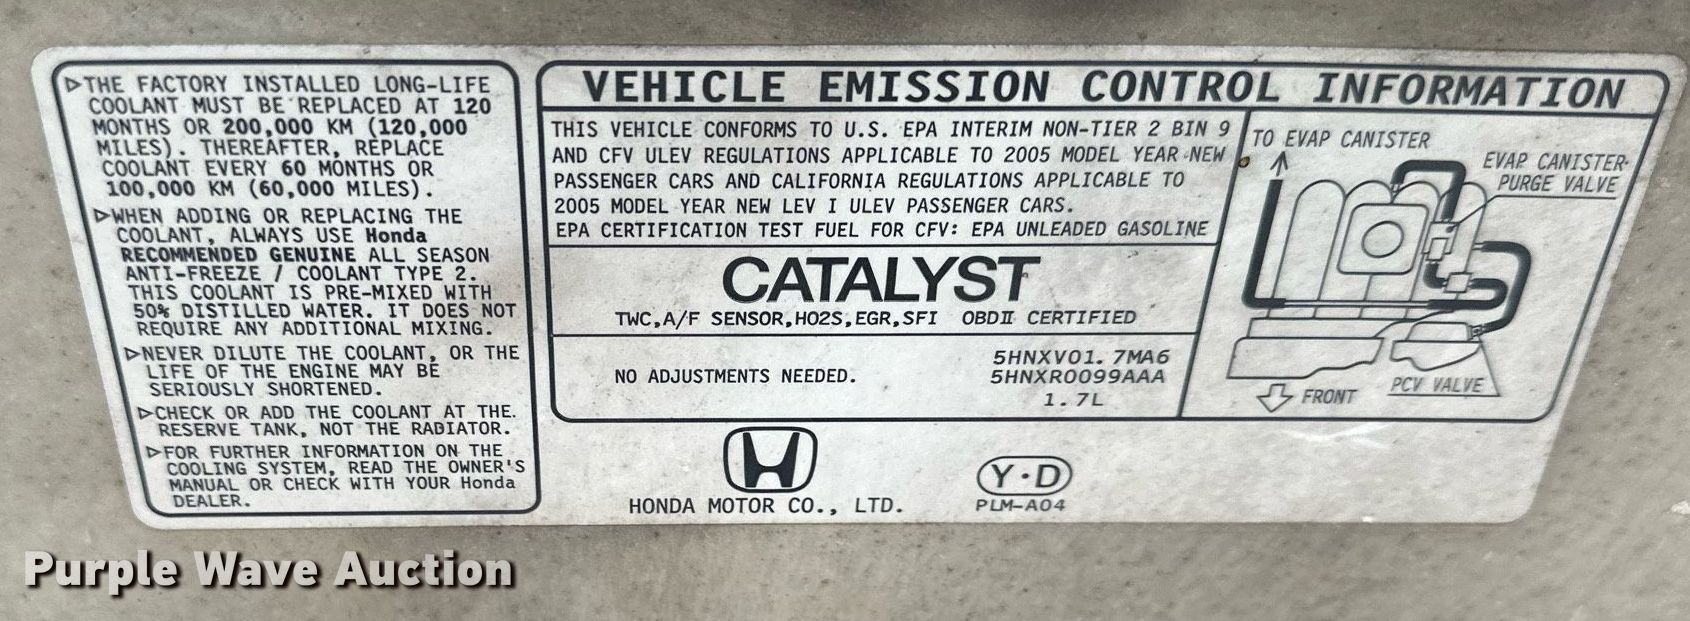 ▷THE FACTORY INSTALLED LONG-LIFE
COOLANT MUST BE REPLACED AT 120
MONTHS OR 200,000 KM (120,000
MILES). THEREAFTER, REPLACE
COOLANT EVERY 60 MONTHS OR
100,000 KM (60,000 MILES).
▷WHEN ADDING OR REPLACING THE
COOLANT, ALWAYS USE Honda
RECOMMENDED GENUINE ALL SEASON
ANTI-FREEZE / COOLANT TYPE 2.
THIS COOLANT IS PRE-MIXED WITH
50% DISTILLED WATER. IT DOES NOT
REQUIRE ANY ADDITIONAL MIXING.
▷NEVER DILUTE THE COOLANT, OR THE
LIFE OF THE ENGINE MAY BE
SERIOUSLY SHORTENED.
▷CHECK OR ADD THE COOLANT AT THE
RESERVE TANK, NOT THE RADIATOR.
▷FOR FURTHER INFORMATION ON THE
COOLING SYSTEM, READ THE OWNER'S
MANUAL OR CHECK WITH YOUR Honda
DEALER.
VEHICLE EMISSION CONTROL INFORMATION
THIS VEHICLE CONFORMS TO U.S. EPA INTERIM NON-TIER 2 BIN 9
AND CFV ULEV REGULATIONS APPLICABLE TO 2005 MODEL YEAR NEW
PASSENGER CARS AND CALIFORNIA REGULATIONS APPLICABLE TO
2005 MODEL YEAR NEW LEV I ULEV PASSENGER CARS.
EPA CERTIFICATION TEST FUEL FOR CFV: EPA UNLEADED GASOLINE
CATALYST
TWC,A/F SENSOR,HO2S,EGR,SFI OBDⅡ CERTIFIED
NO ADJUSTMENTS NEEDED.
5HNXV01.7MA6
5HNXR0099AAA
1.7L
TO EVAP CANISTER
EVAP CANISTER
PURGE VALVE
PCV VALVE
FRONT
HONDA MOTOR CO., LTD.
Y·D
PLM-A04
Purple Wave Auction